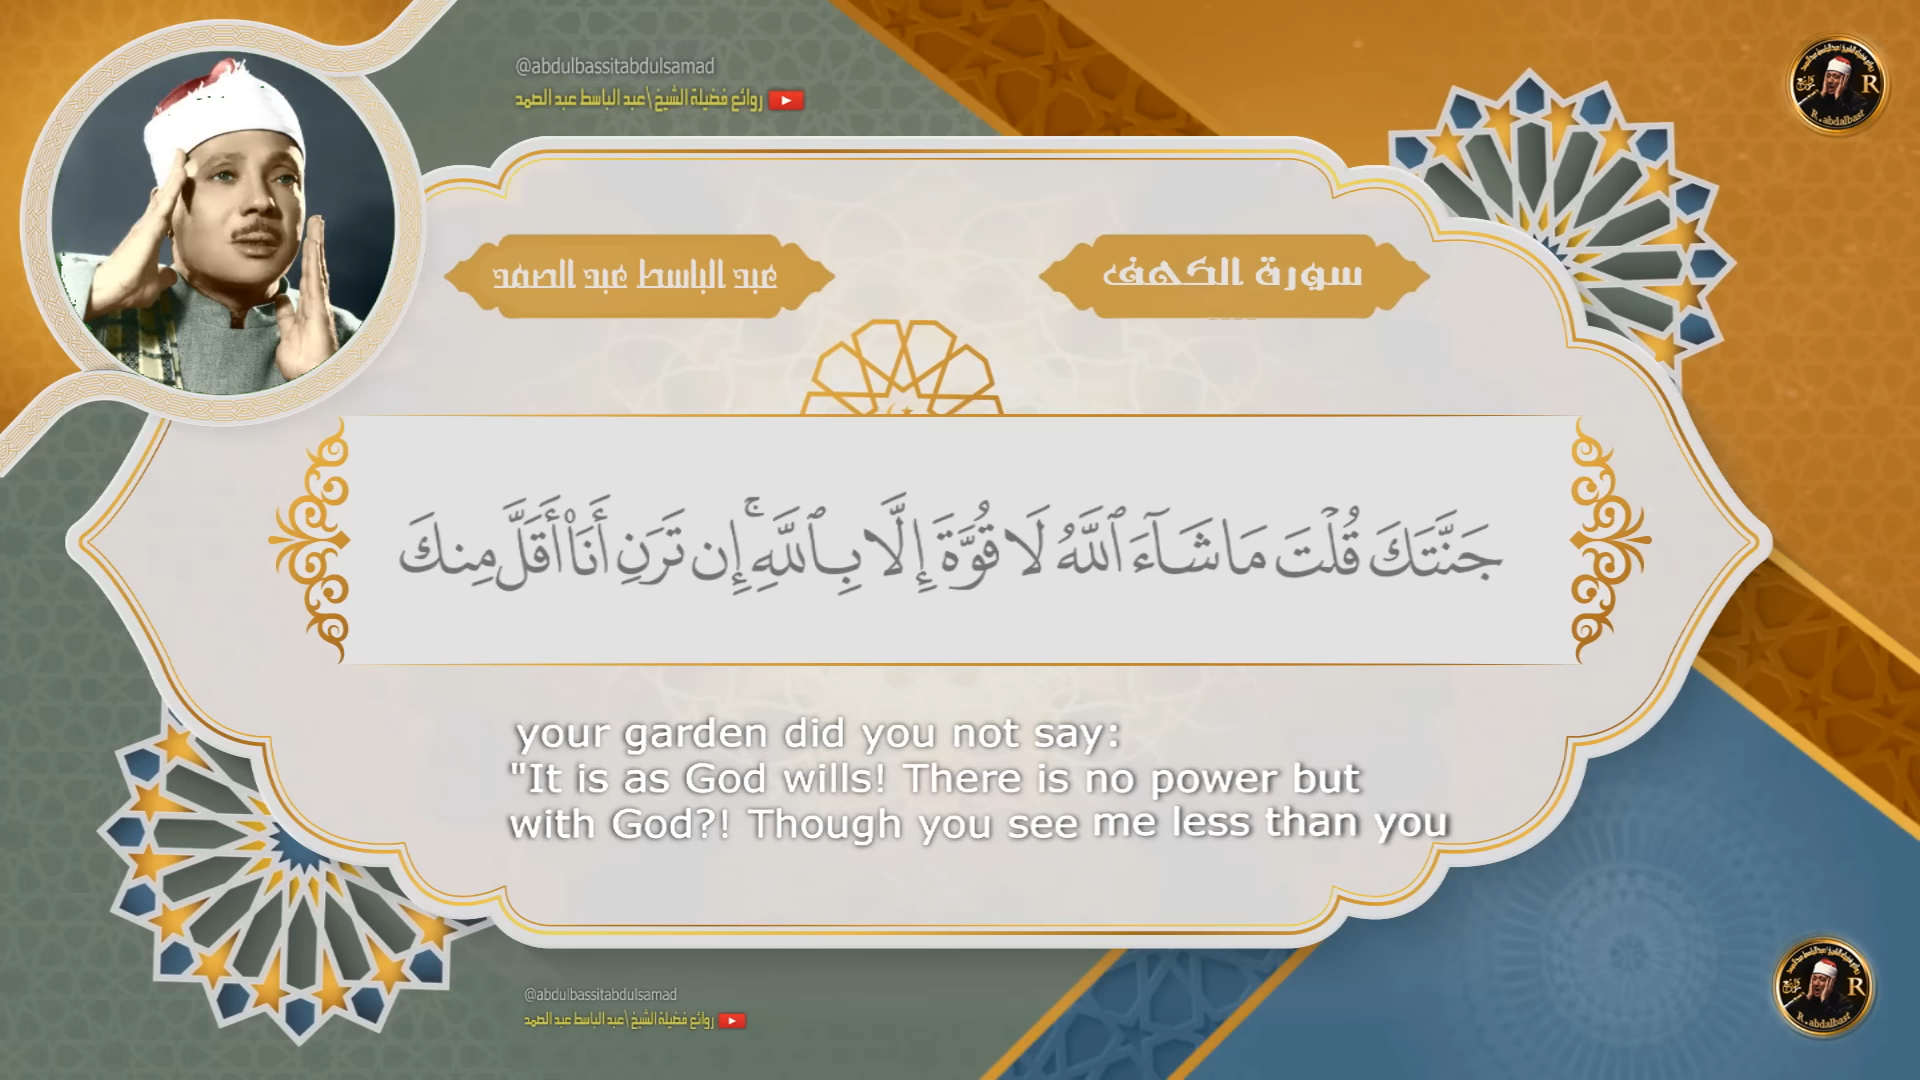 @abdulbassitabdulsamad
روائع فضيلة الشيخ \ عبد الباسط عبد الصمد
R
R.abdalbast
سورة الكهف
عبد الباسط عبد الصمد
جَنَّتَكَ قُلْتَ مَا شَآءَ ٱللَّهُ لَا قُوَّةَ إِلَّا بِٱللَّهِۚ إِن تَرَنِ أَنَا۠ أَقَلَّ مِنكَ
your garden did you not say:
"It is as God wills! There is no power but
with God?! Though you see me less than you
@abdulbassitabdulsamad
روائع فضيلة الشيخ \ عبد الباسط عبد الصمد
R
R.abdalbast